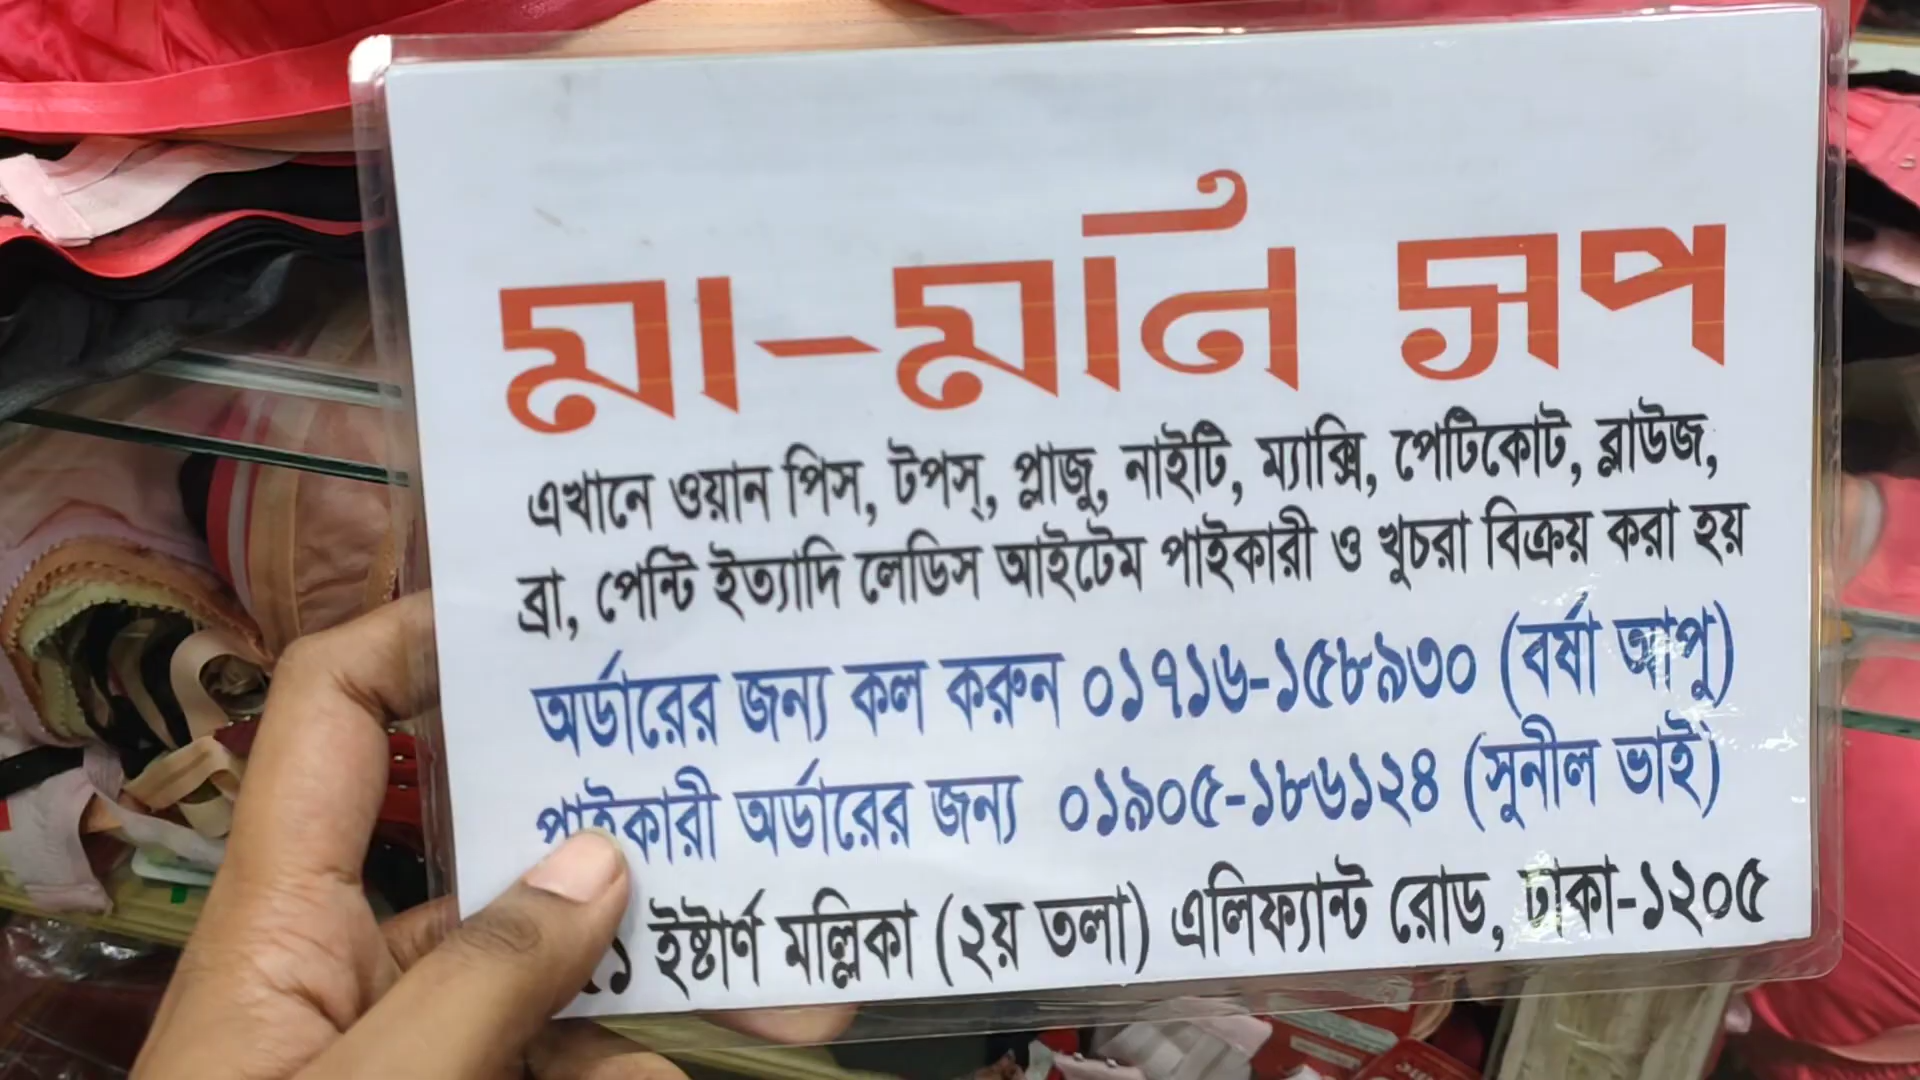 মা-মনি সপ
এখানে ওয়ান পিস, টপস্, প্লাজু, নাইটি, ম্যাক্সি, পেটিকোট, ব্লাউজ,
ব্রা, পেন্টি ইত্যাদি লেডিস আইটেম পাইকারী ও খুচরা বিক্রয় করা হয়
অর্ডারের জন্য কল করুন ০১৭১৬-১৫৮৯৩০ (বর্ষা আপু)
পাইকারী অর্ডারের জন্য ০১৯০৫-১৮৬১২৪ (সুনীল ভাই)
ইষ্টার্ণ মল্লিকা (২য় তলা) এলিফ্যান্ট রোড, ঢাকা-১২০৫